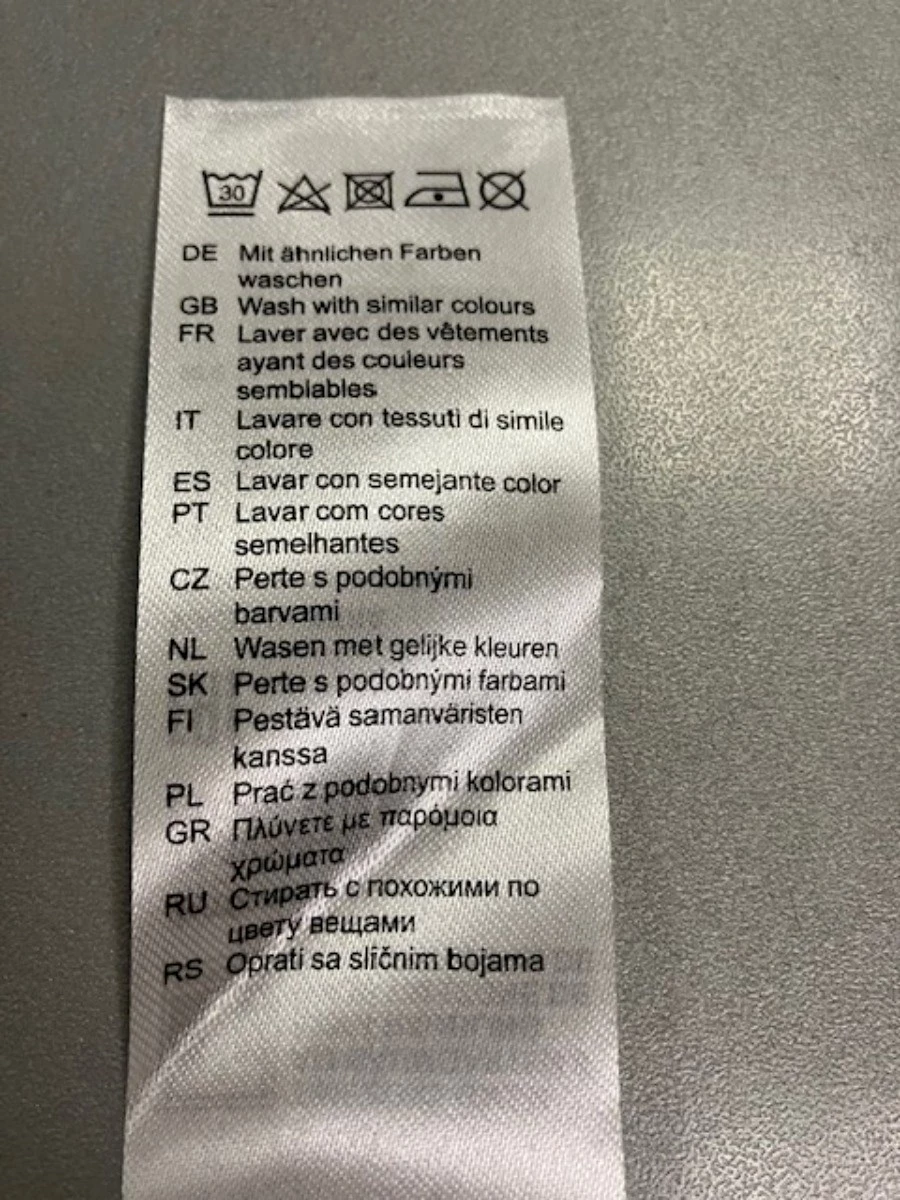 30
DE Mit ähnlichen Farben
waschen
GB Wash with similar colours
FR Laver avec des vêtements
ayant des couleurs
semblables
IT Lavare con tessuti di simile
colore
ES Lavar con semejante color
PT Lavar com cores
semelhantes
CZ Perte s podobnými
barvami
NL Wasen met gelijke kleuren
SK Perte s podobnými farbami
FI Pestävä samanväristen
kanssa
PL Prać z podobnymi kolorami
GR Πλύνετε με παρόμοια
χρώματα
RU Стирать с похожими по
цвету вещами
RS Oprati sa sličnim bojama